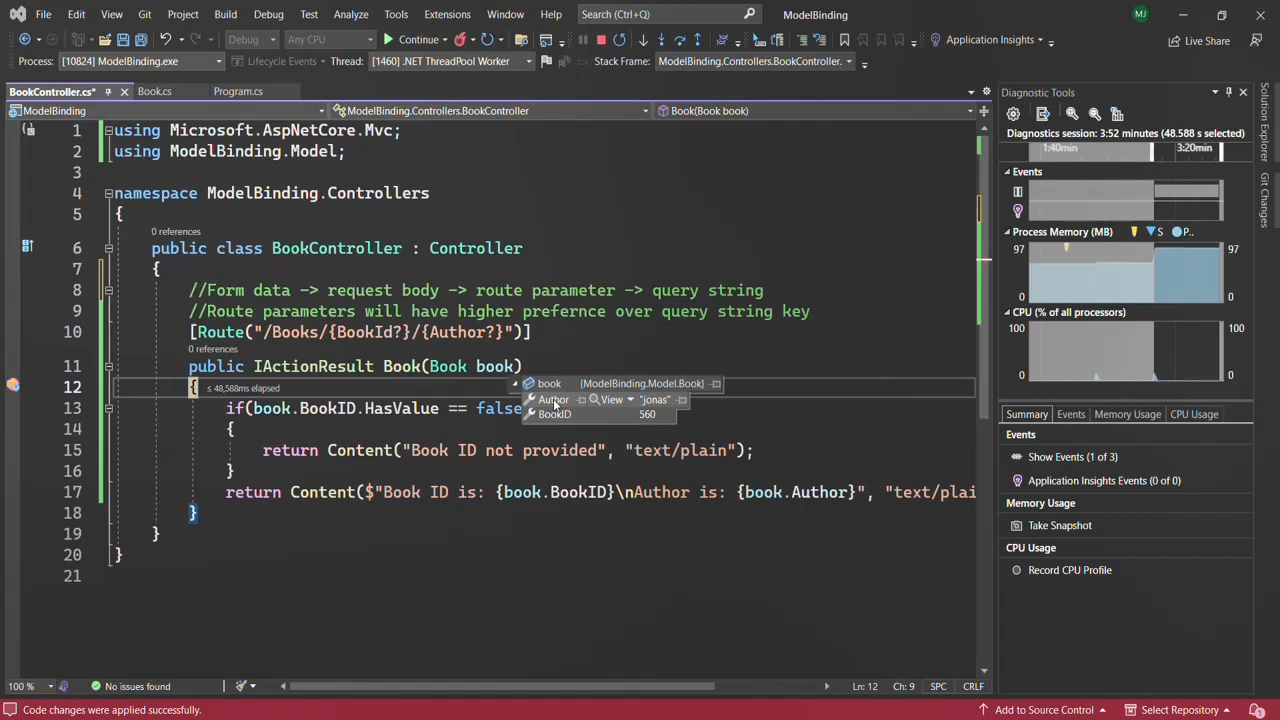 File Edit View Git Project Build Debug Test Analyze Tools Extensions Window Help Search (Ctrl+Q) ModelBinding MJ
Debug Any CPU Continue Application Insights Live Share
Process: [10824] ModelBinding.exe Lifecycle Events Thread: [1460] .NET ThreadPool Worker Stack Frame: ModelBinding.Controllers.BookController.
BookController.cs* Book.cs Program.cs
ModelBinding ModelBinding.Controllers.BookController Book(Book book)
1 using Microsoft.AspNetCore.Mvc;
2 using ModelBinding.Model;
3
4 namespace ModelBinding.Controllers
5 {
0 references
6 public class BookController : Controller
7 {
8 //Form data -> request body -> route parameter -> query string
9 //Route parameters will have higher prefernce over query string key
10 [Route("/Books/{BookId?}/{Author?}")]
0 references
11 public IActionResult Book(Book book)
12 { ≤ 48,588ms elapsed
book {ModelBinding.Model.Book}
Author View "jonas"
BookID 560
13 if(book.BookID.HasValue == false
14 {
15 return Content("Book ID not provided", "text/plain");
16 }
17 return Content($"Book ID is: {book.BookID}\nAuthor is: {book.Author}", "text/plai
18 }
19 }
20 }
21
100 % No issues found Ln: 12 Ch: 9 SPC CRLF
Diagnostic Tools
Diagnostics session: 3:52 minutes (48.588 s selected)
1:40min 3:20min
Events
Process Memory (MB) S P..
97 97
0 0
CPU (% of all processors)
100 100
0 0
Summary Events Memory Usage CPU Usage
Events
Show Events (1 of 3)
Application Insights Events (0 of 0)
Memory Usage
Take Snapshot
CPU Usage
Record CPU Profile
Solution Explorer
Git Changes
Code changes were applied successfully. Add to Source Control Select Repository 1